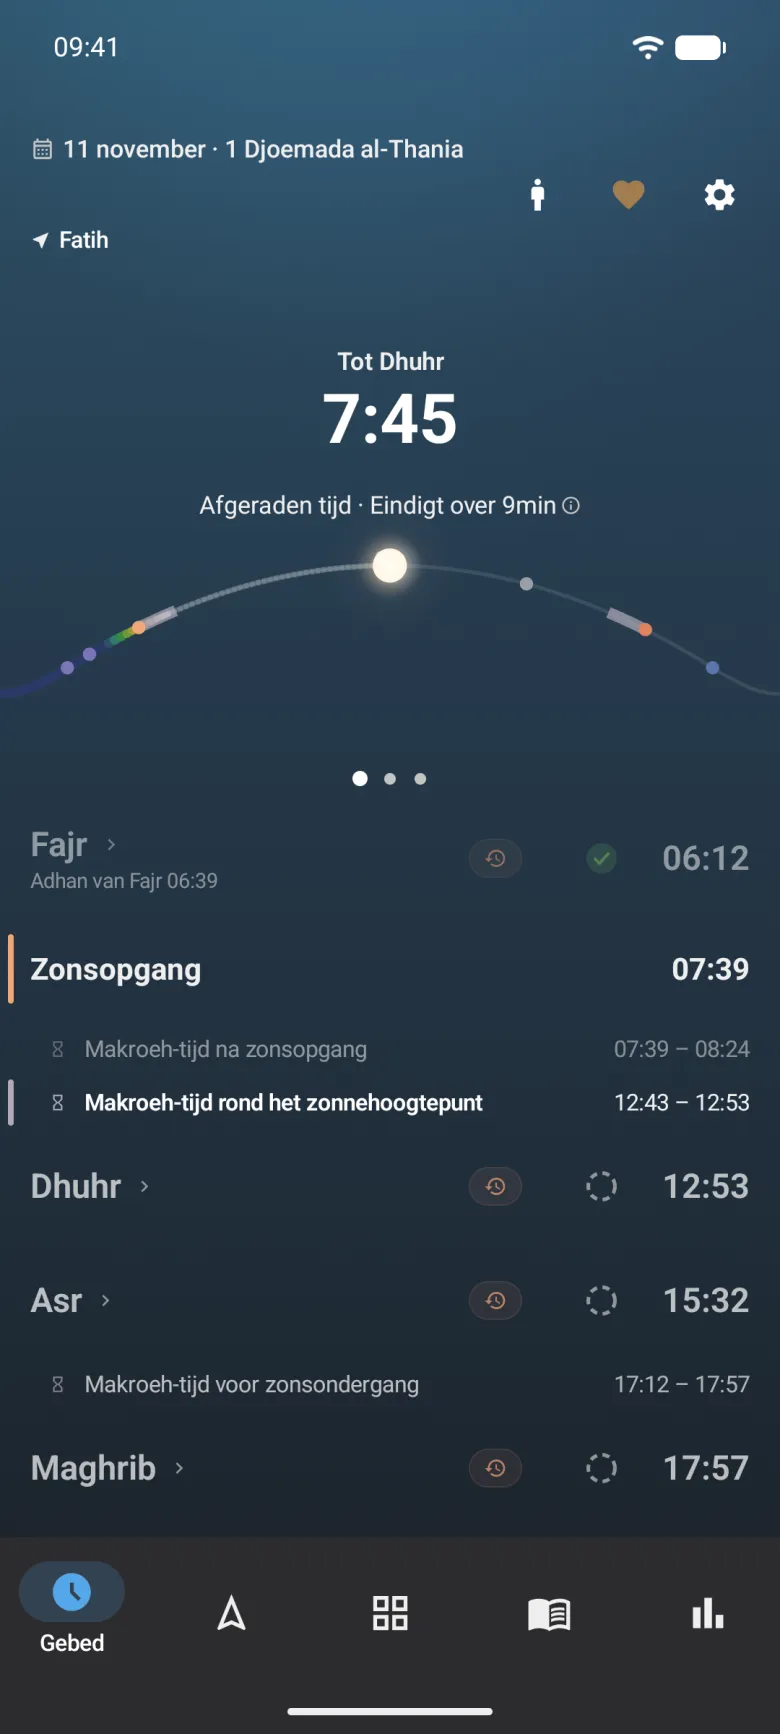 09:41
11 november · 1 Djoemada al-Thania
Fatih
Tot Dhuhr
7:45
Afgeraden tijd · Eindigt over 9min
Fajr
Adhan van Fajr 06:39
06:12
Zonsopgang
07:39
Makroeh-tijd na zonsopgang
07:39 – 08:24
Makroeh-tijd rond het zonnehoogtepunt
12:43 – 12:53
Dhuhr
12:53
Asr
15:32
Makroeh-tijd voor zonsondergang
17:12 – 17:57
Maghrib
17:57
Gebed